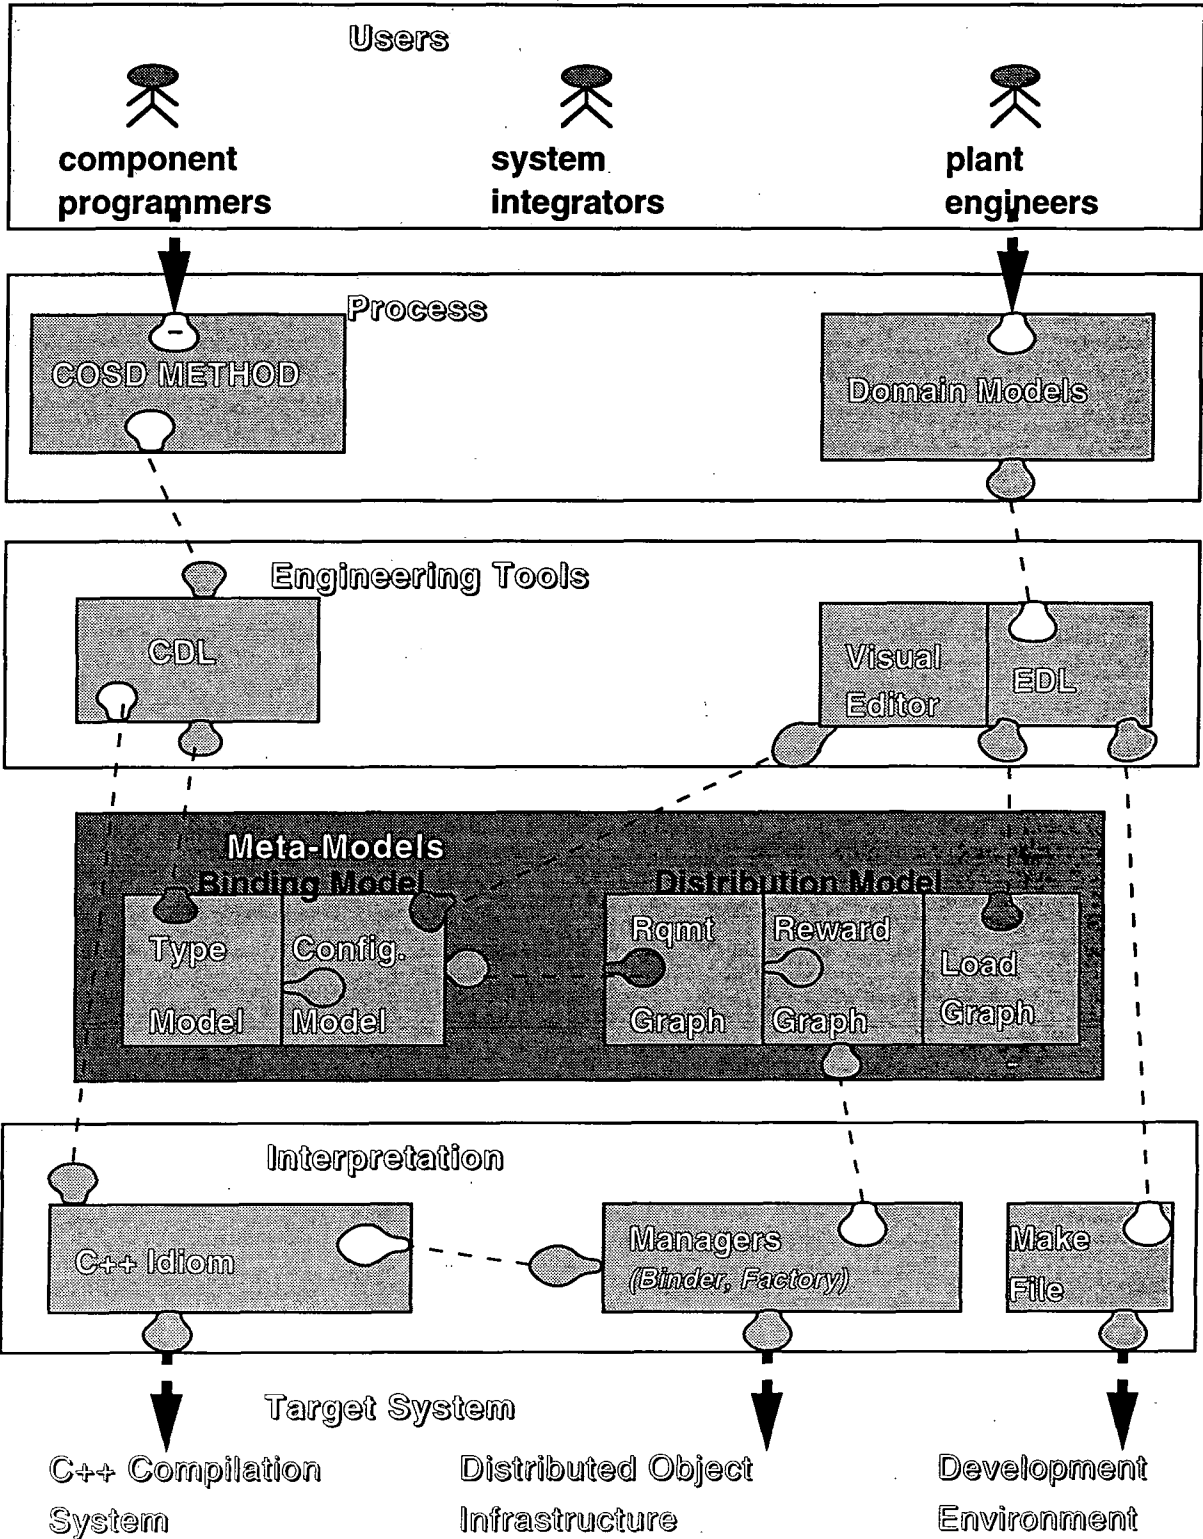 Users
component
programmers
system
integrators
plant
engineers
Process
COSD METHOD
Domain Models
Engineering Tools
CDL
Visual
Editor
EDL
Meta-Models
Binding Model
Distribution Model
Type
Model
Config.
Model
Rqmt
Graph
Reward
Graph
Load
Graph
Interpretation
C++ Idiom
Managers
(Binder, Factory)
Make
File
Target System
C++ Compilation
System
Distributed Object
Infrastructure
Development
Environment